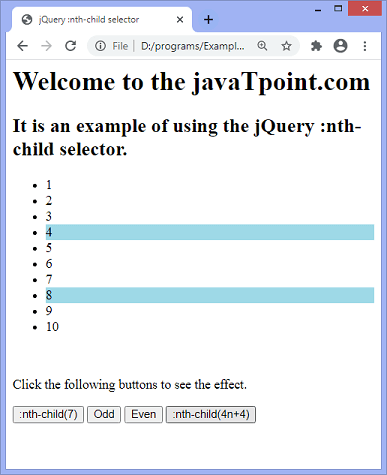 jQuery :nth-child selector
File | D:/programs/Exampl...
Welcome to the javaTpoint.com
It is an example of using the jQuery :nth-
child selector.
1
2
3
4
5
6
7
8
9
10
Click the following buttons to see the effect.
:nth-child(7) Odd Even :nth-child(4n+4)